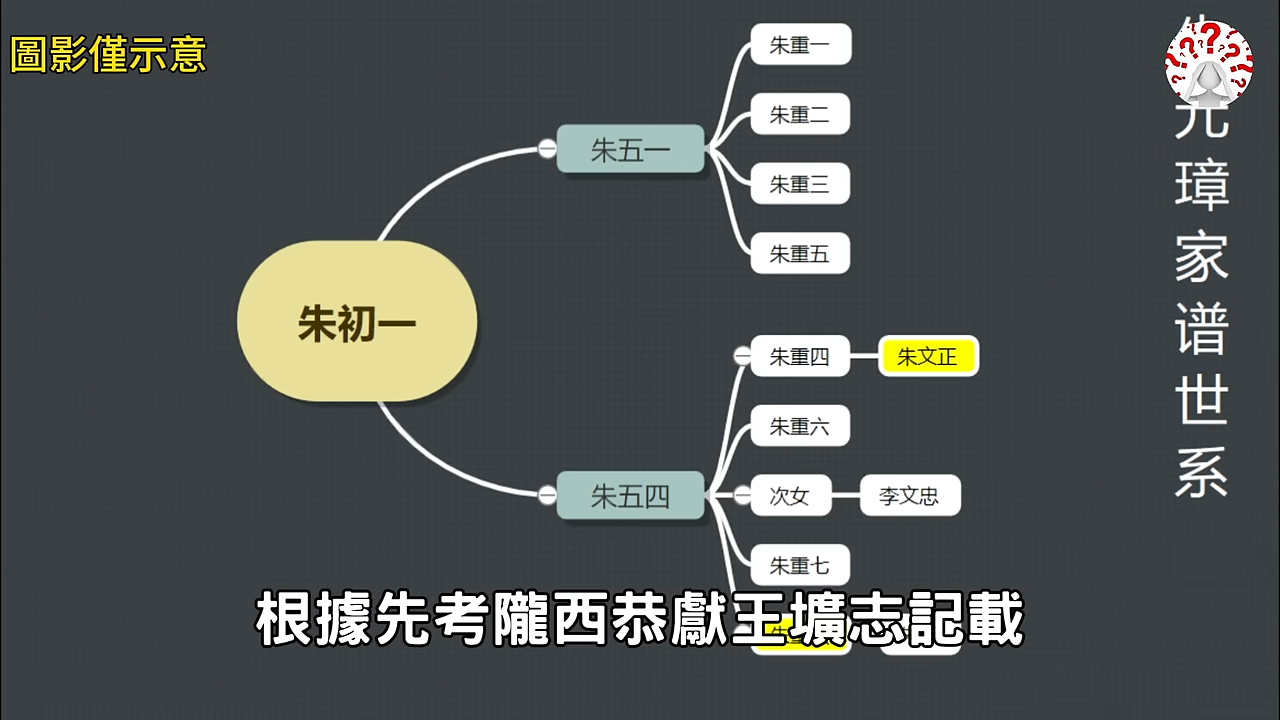 圖影僅示意
朱重一
朱重二
朱五一
朱重三
朱重五
朱初一
朱重四
朱文正
朱重六
朱五四
次女
李文忠
朱重七
元璋家谱世系
根據先考隴西恭獻王壙志記載